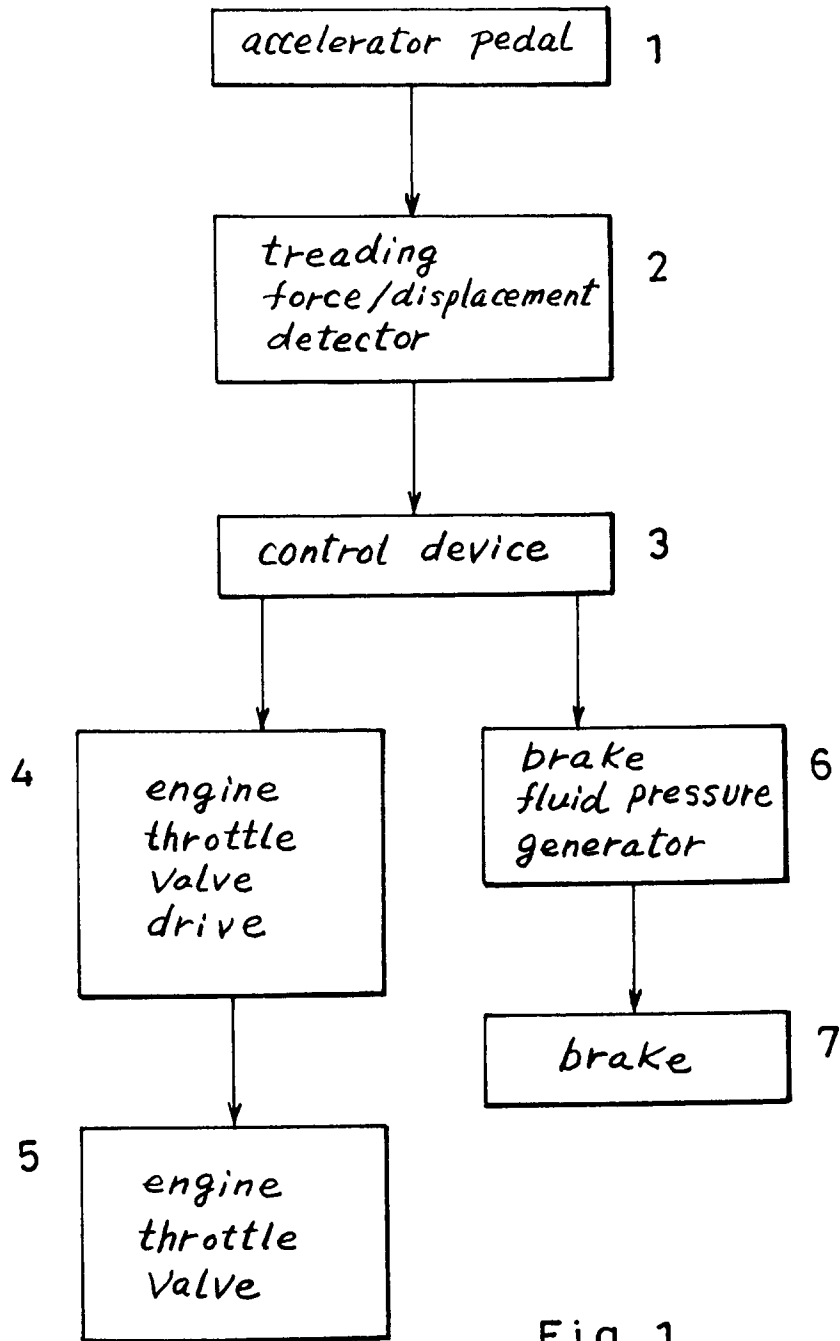 accelerator pedal
1
treading
force/displacement
detector
2
control device
3
4
engine
throttle
valve
drive
brake
fluid pressure
generator
6
brake
7
5
engine
throttle
valve
Fig. 1